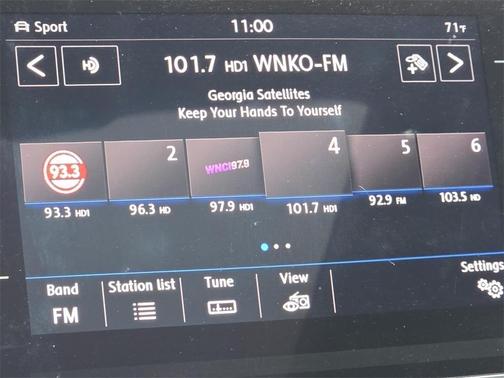 Sport 11:00 71°F
HD 101.7 HD1 WNKO-FM
Georgia Satellites
Keep Your Hands To Yourself
93.3 2 WNCI97.9 4 5 6
93.3 HD1 96.3 HD 97.9 HD1 101.7 HD1 92.9 FM 103.5 HD
Band Station list Tune View Settings
FM